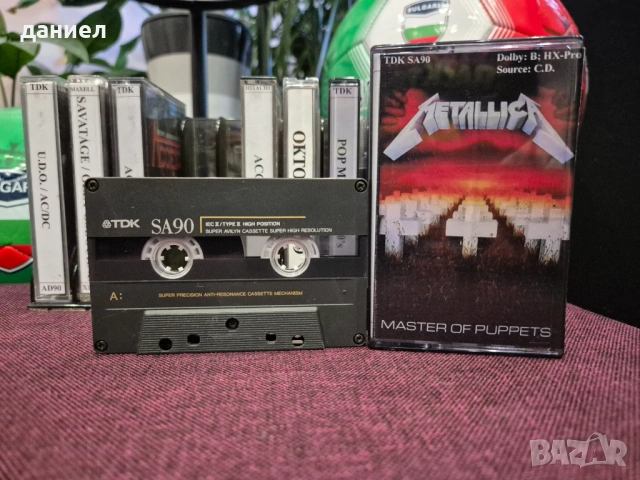 даниел
BULGARIA
TDK
U.D.O. / AC/DC
AD90
MAXELL
SAVATAGE /
TDK
AC
HITACHI
ACC
OKTO
TDK
POP M
TDK SA90
Dolby: B; HX-Pro
Source: C.D.
METALLICA
MASTER OF PUPPETS
TDK
SA90
IEC II/TYPE II HIGH POSITION
SUPER AVILYN CASSETTE SUPER HIGH RESOLUTION
A:
SUPER PRECISION ANTI-RESONANCE CASSETTE MECHANISM
BAZAR